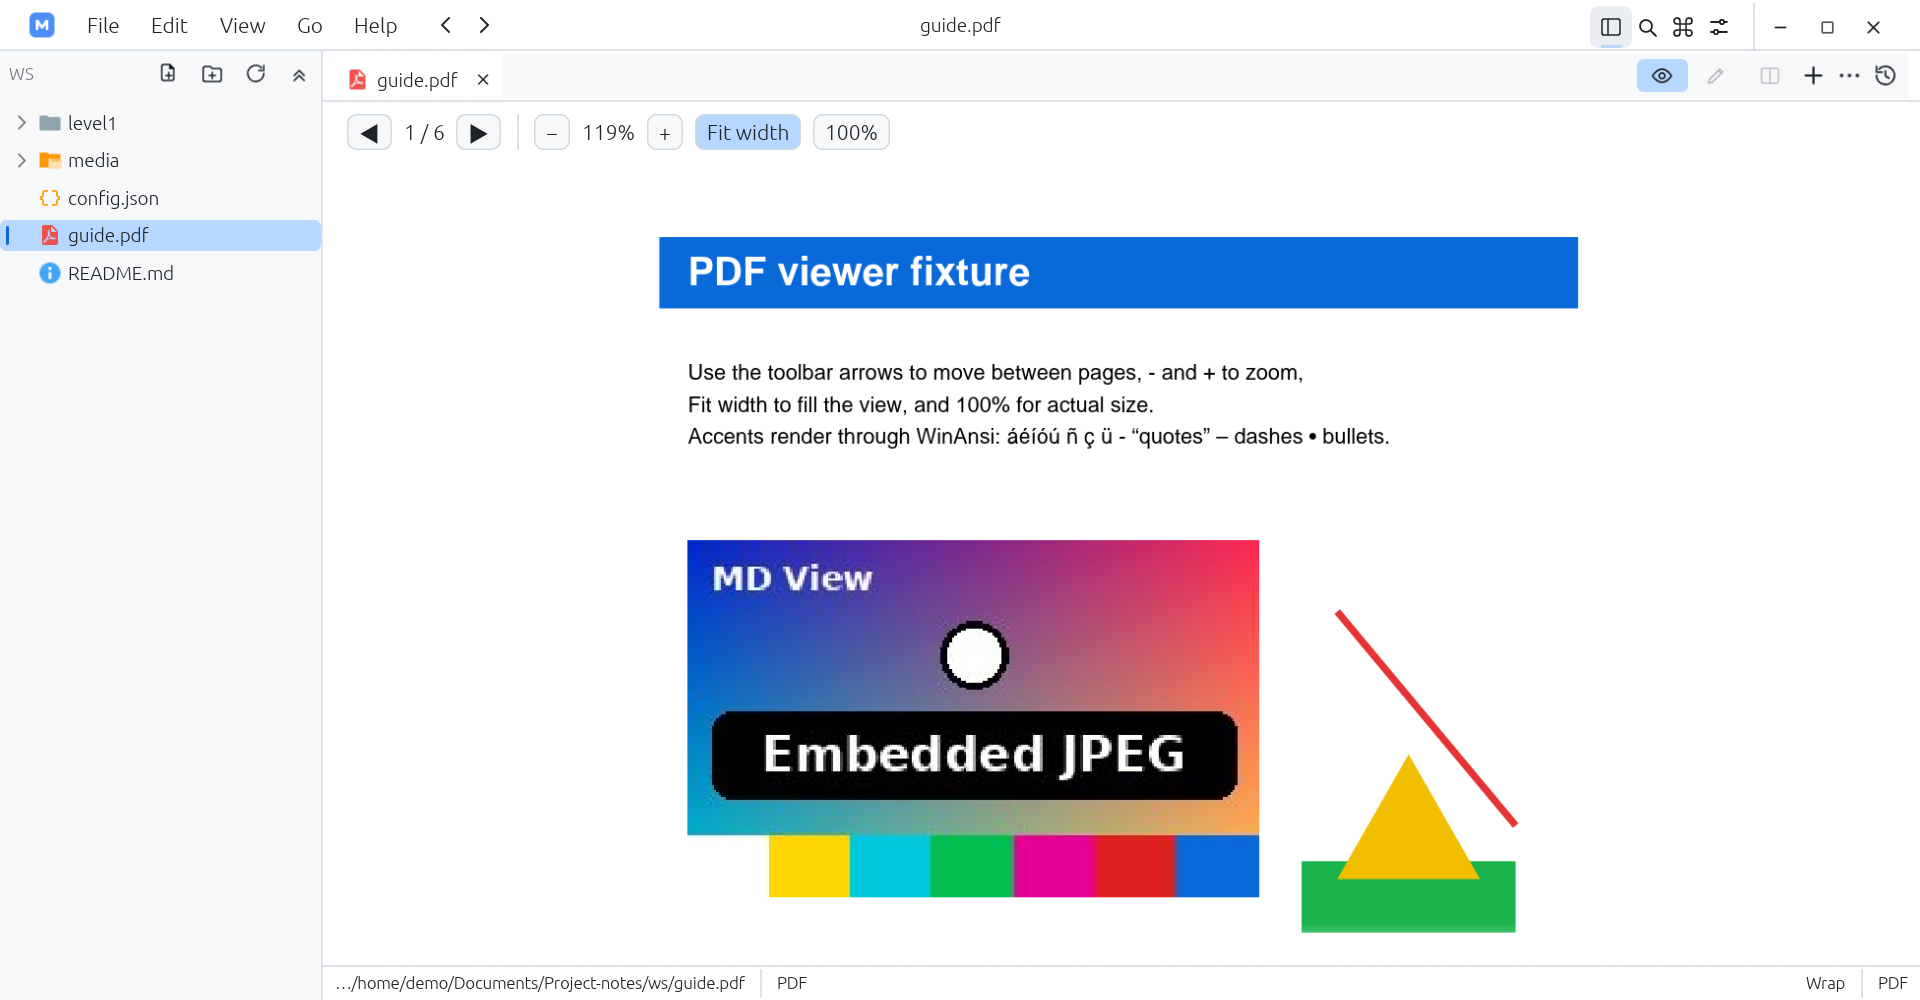 M File Edit View Go Help guide.pdf
WS
guide.pdf
level1
media
config.json
guide.pdf
README.md
1 / 6 – 119% + Fit width 100%
PDF viewer fixture
Use the toolbar arrows to move between pages, - and + to zoom,
Fit width to fill the view, and 100% for actual size.
Accents render through WinAnsi: áéíóú ñ ç ü - “quotes” – dashes • bullets.
MD View
Embedded JPEG
…/home/demo/Documents/Project-notes/ws/guide.pdf PDF Wrap PDF